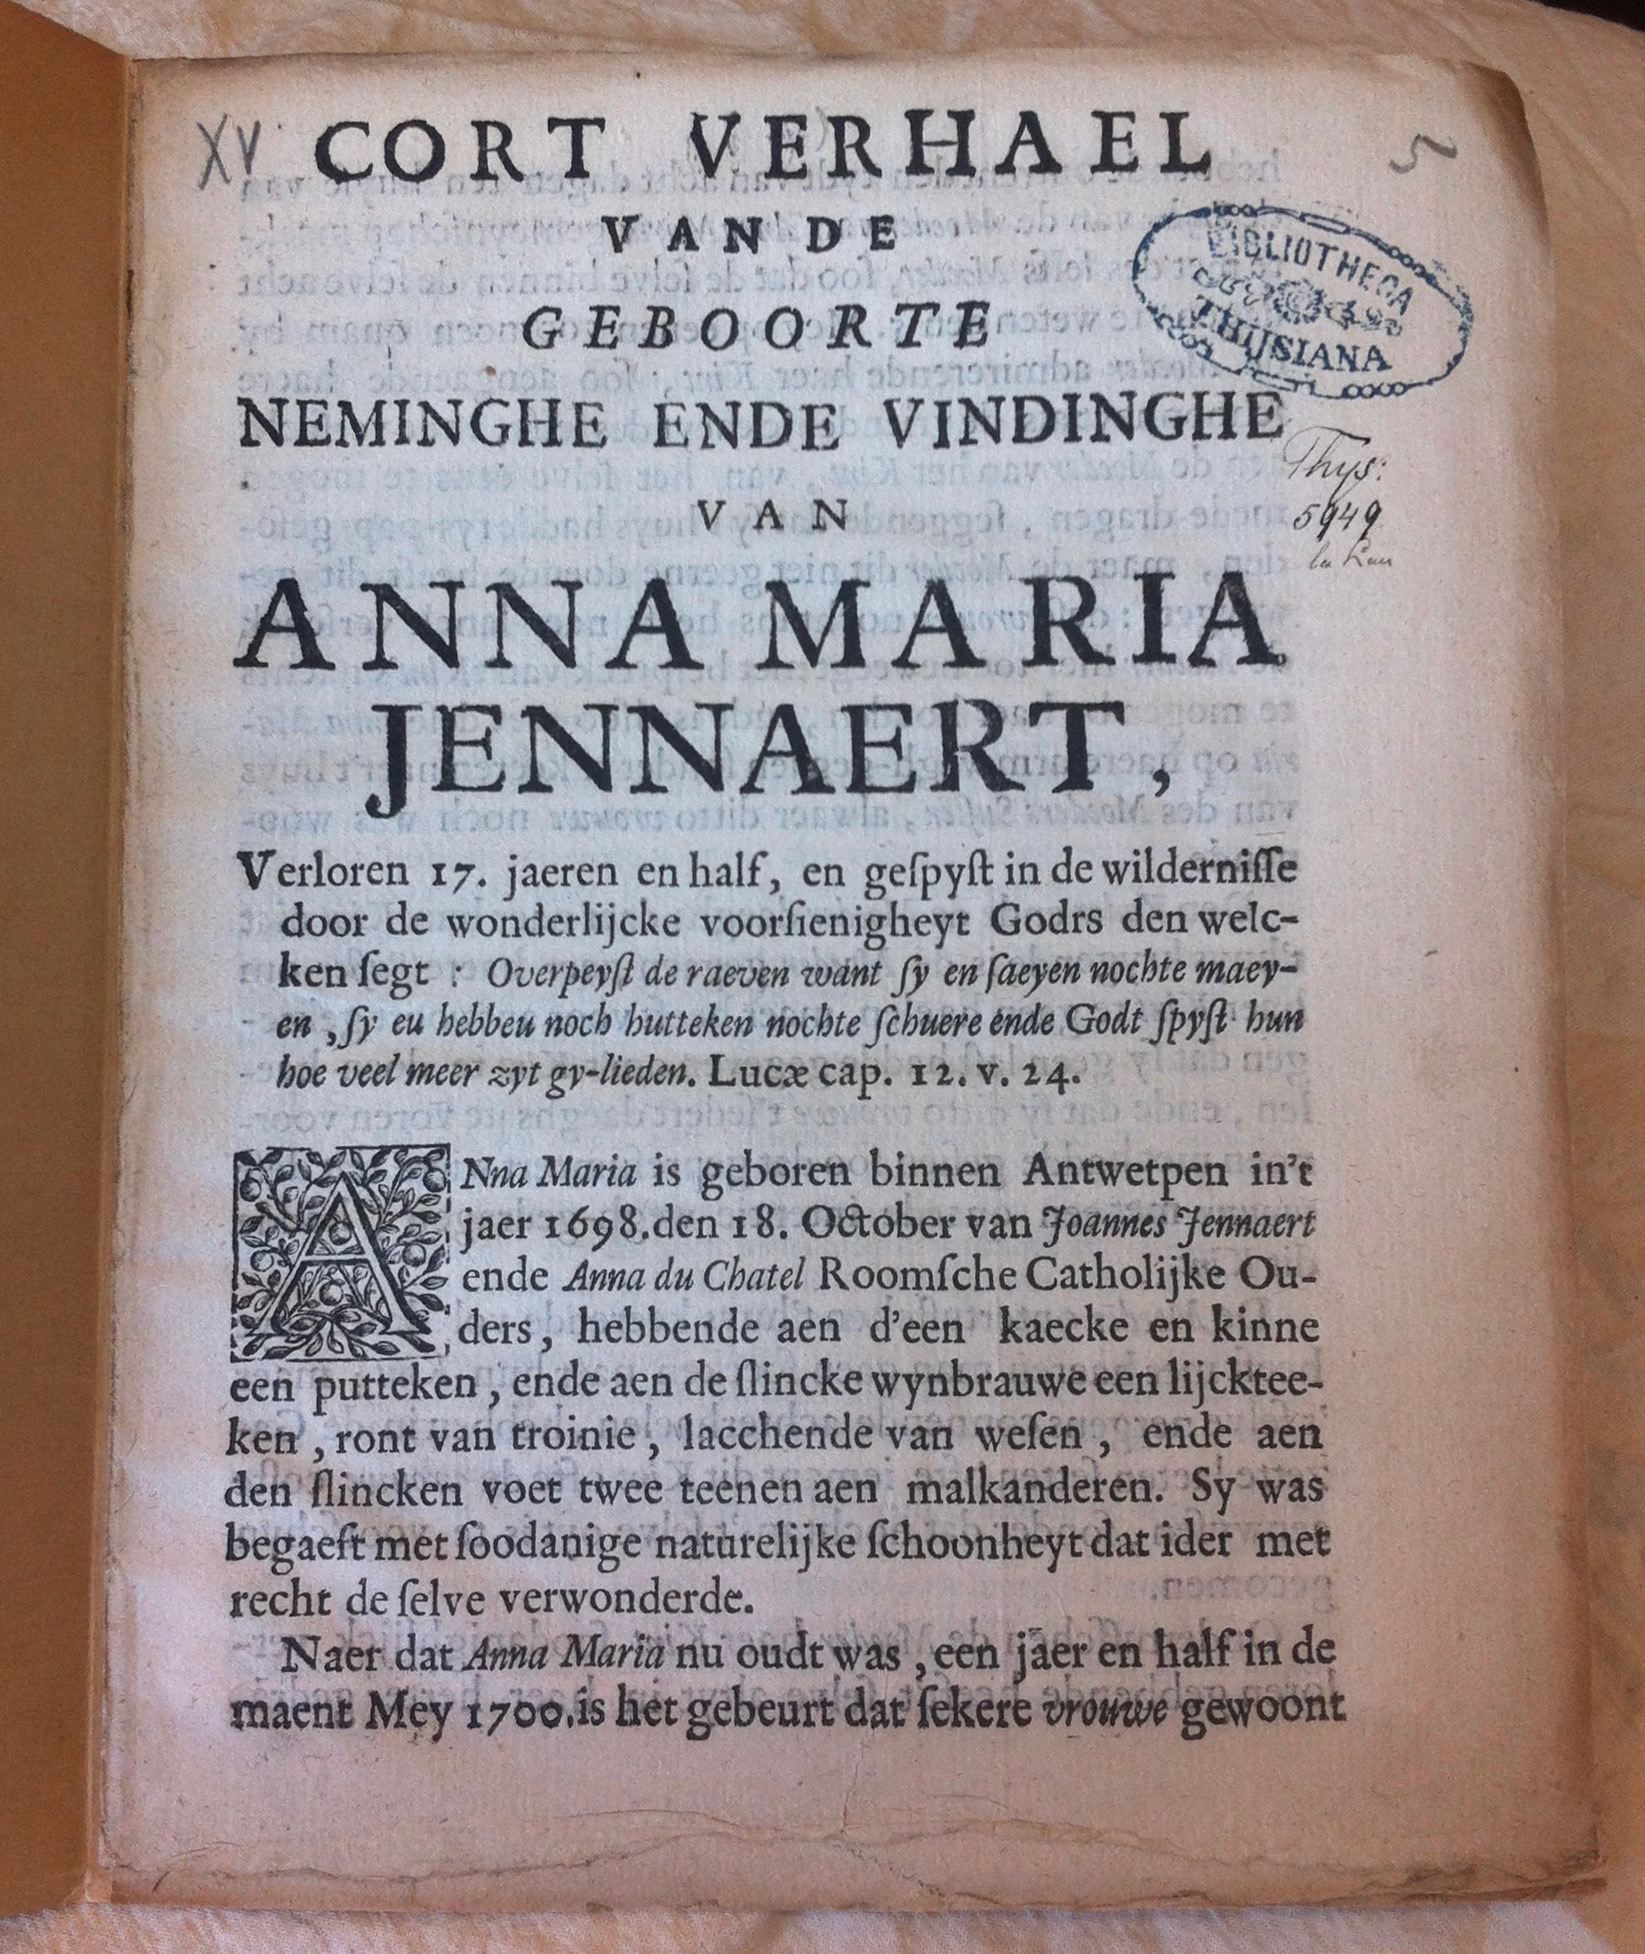 XV
CORT VERHAEL
5
VAN DE
GEBOORTE
BIBLIOTHECA
THIJSIANA
NEMINGHE ENDE VINDINGHE
Thys:
5949
VAN
ANNA MARIA
JENNAERT,
Verloren 17. jaeren en half, en geſpyſt in de wilderniſſe
door de wonderlijcke voorſienigheyt Godrs den welc-
ken ſegt : Overpeyſt de raeven want ſy en ſaeyen nochte maey-
en , ſy eu hebbeu noch hutteken nochte ſchuere ende Godt ſpyſt hun
hoe veel meer zyt gy-lieden. Lucæ cap. 12. v. 24.
ANna Maria is geboren binnen Antwetpen in't
jaer 1698.den 18. October van Joannes Jennaert
ende Anna du Chatel Roomſche Catholijke Ou-
ders, hebbende aen d'een kaecke en kinne
een putteken, ende aen de ſlincke wynbrauwe een lijcktee-
ken, ront van troinie, lacchende van weſen, ende aen
den ſlincken voet twee teenen aen malkanderen. Sy was
begaeft met ſoodanige naturelijke ſchoonheyt dat ider met
recht de ſelve verwonderde.
Naer dat Anna Maria nu oudt was, een jaer en half in de
maent Mey 1700.is het gebeurt dat ſekere vrouwe gewoont